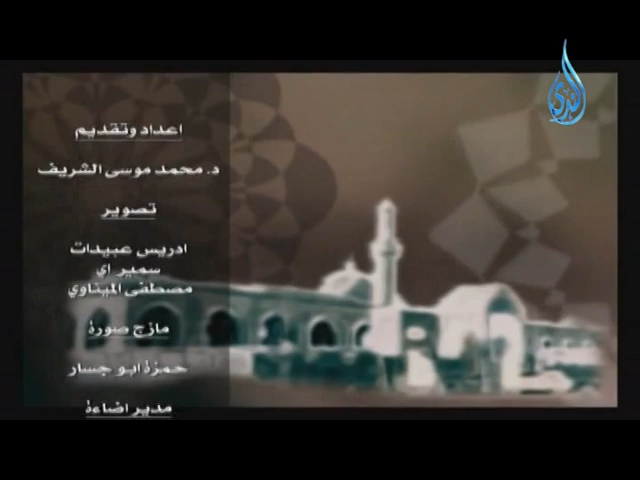 الندى
اعداد وتقديم
د. محمد موسى الشريف
تصوير
ادريس عبيدات
سمير اي
مصطفى الميناوي
مازج صورة
حمزة ابو جسار
مدير اضاءة